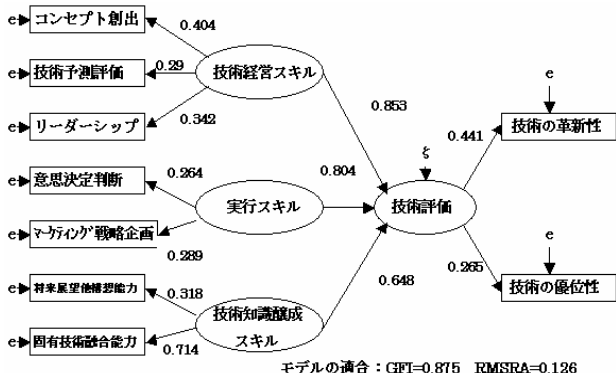 e コンセプト創出
0.404
e 技術予測評価
0.29
技術経営スキル
e リーダーシップ
0.342
0.853
e
技術の革新性
0.441
e 意思決定判断
0.264
実行スキル
0.804
ζ
技術評価
e マーケティング戦略企画
0.289
0.648
0.265
e
技術の優位性
e 将来展望他構想能力
0.318
技術知識醸成
スキル
e 固有技術融合能力
0.714
モデルの適合：GFI=0.875 RMSRA=0.126